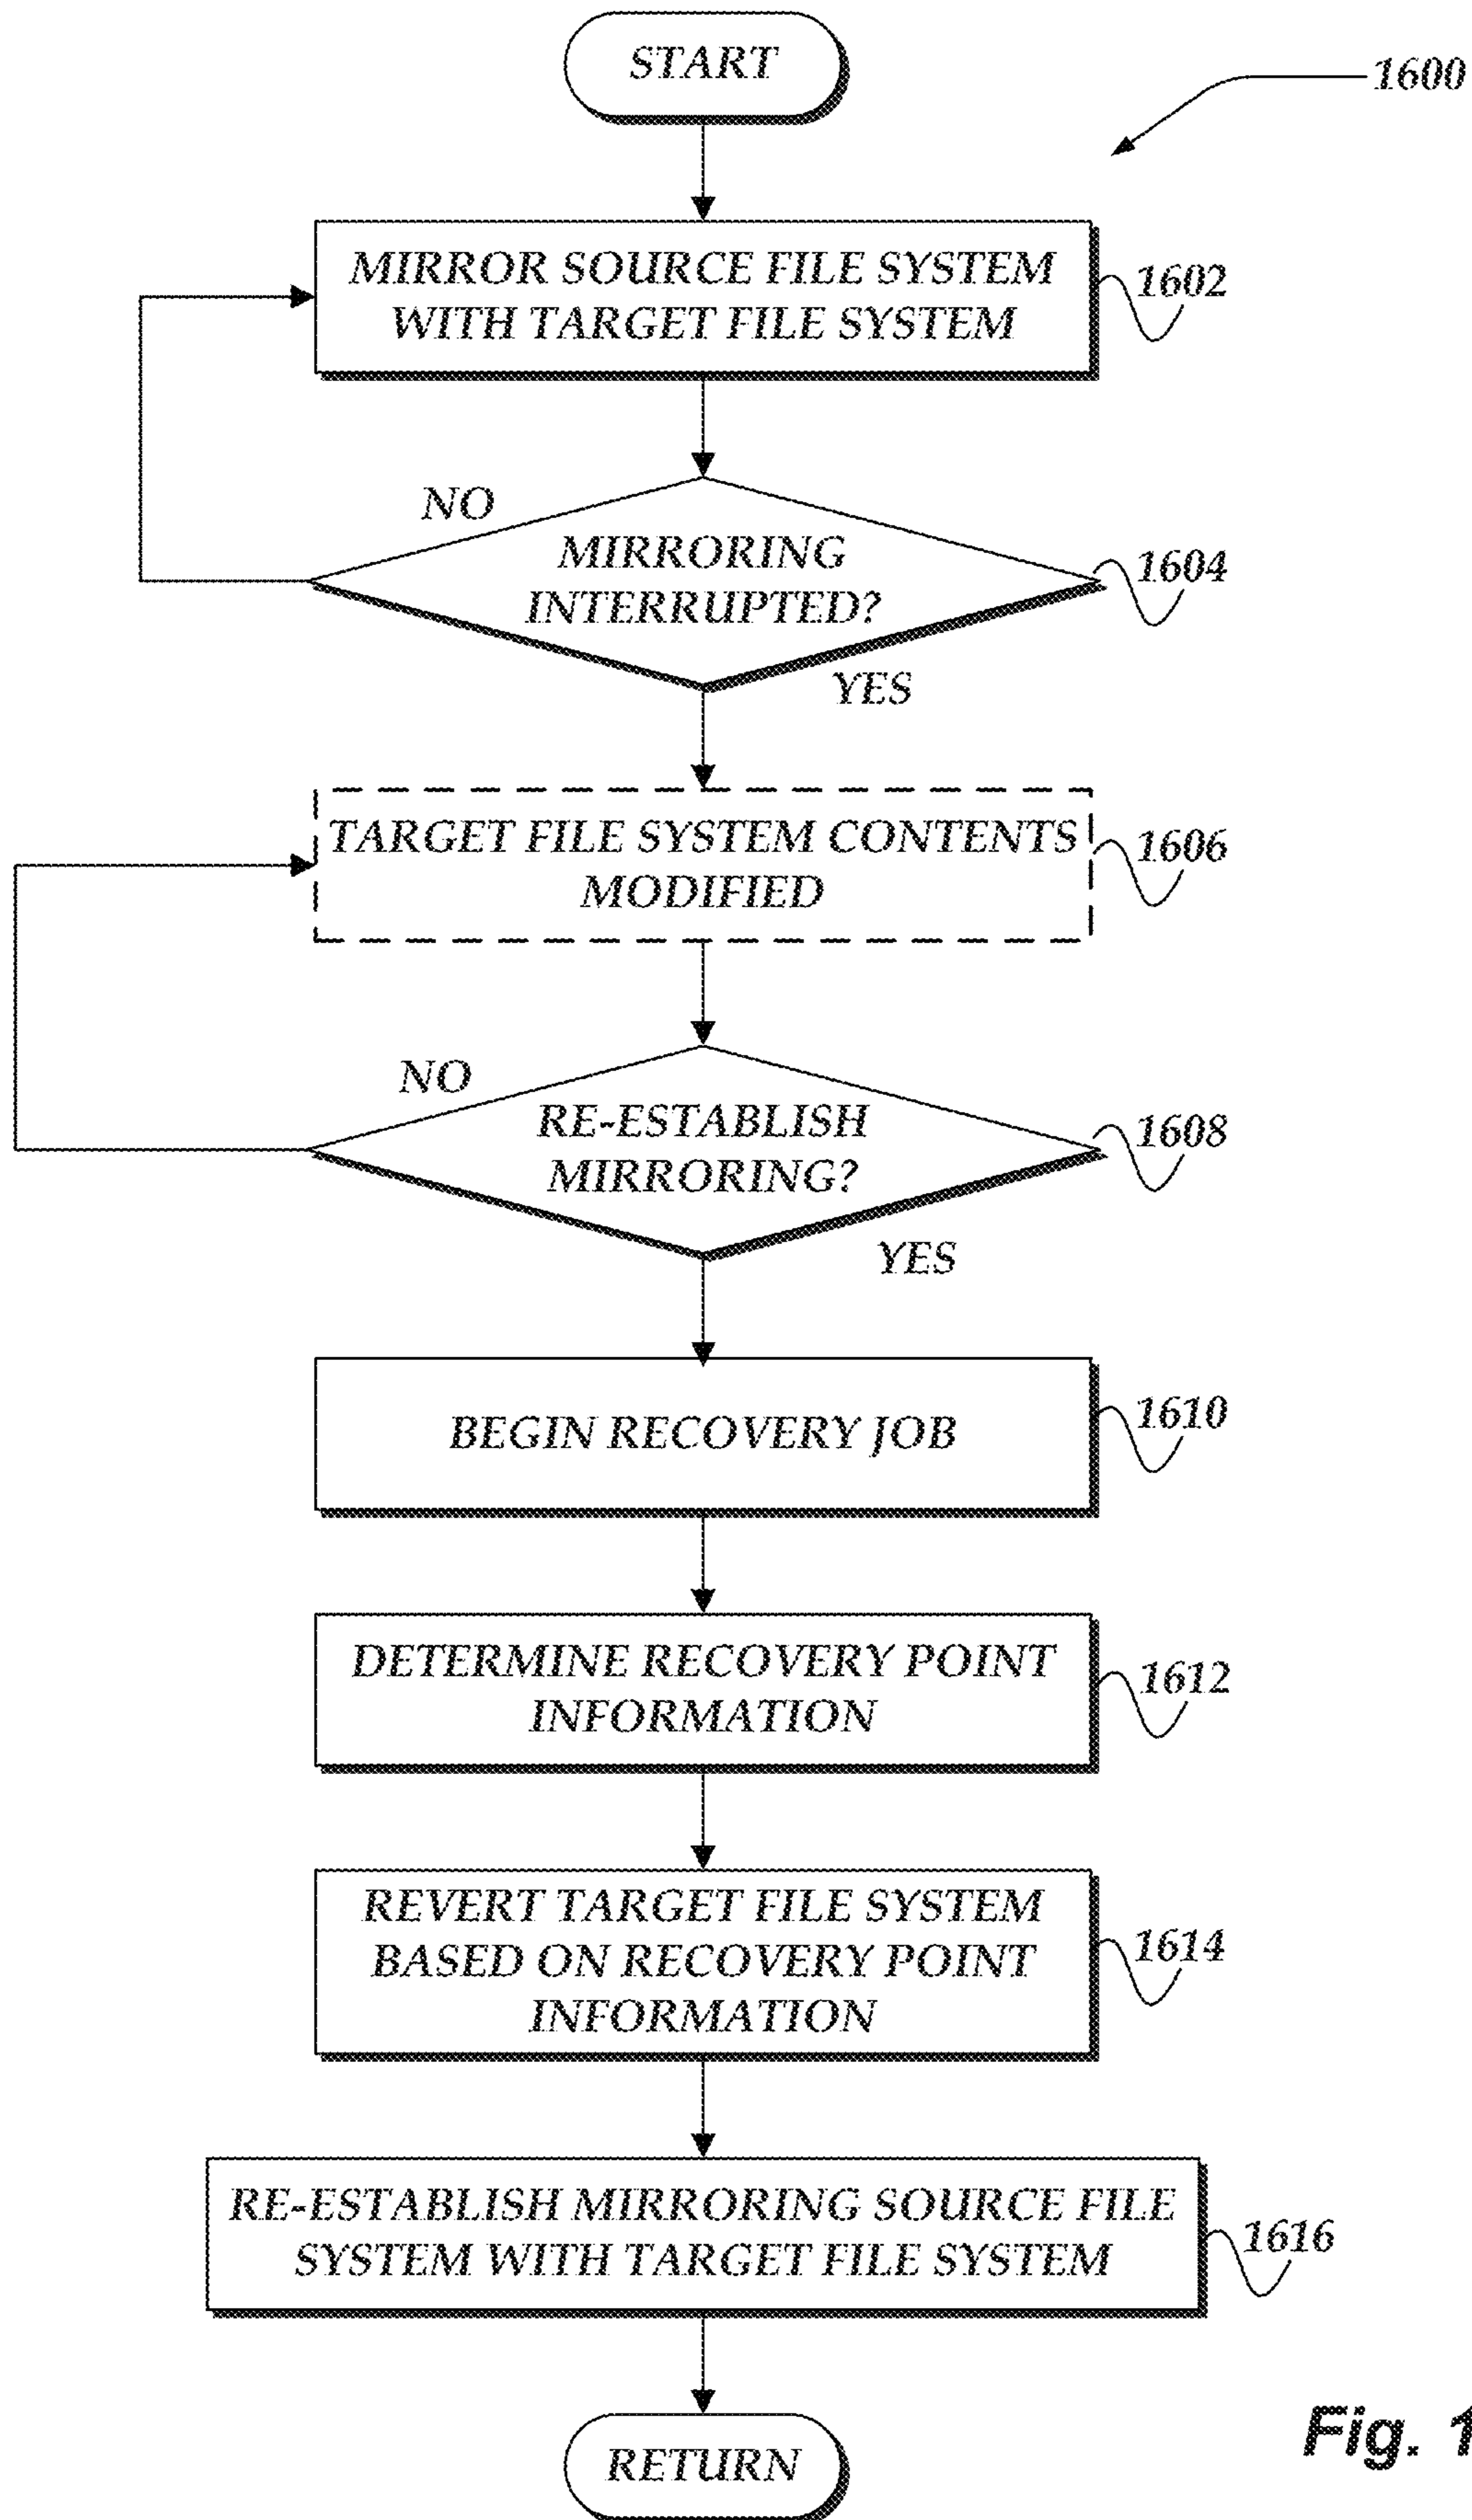 START
1600
MIRROR SOURCE FILE SYSTEM
WITH TARGET FILE SYSTEM
1602
NO
MIRRORING
INTERRUPTED?
1604
YES
TARGET FILE SYSTEM CONTENTS
MODIFIED
1606
NO
RE-ESTABLISH
MIRRORING?
1608
YES
BEGIN RECOVERY JOB
1610
DETERMINE RECOVERY POINT
INFORMATION
1612
REVERT TARGET FILE SYSTEM
BASED ON RECOVERY POINT
INFORMATION
1614
RE-ESTABLISH MIRRORING SOURCE FILE
SYSTEM WITH TARGET FILE SYSTEM
1616
Fig.
RETURN